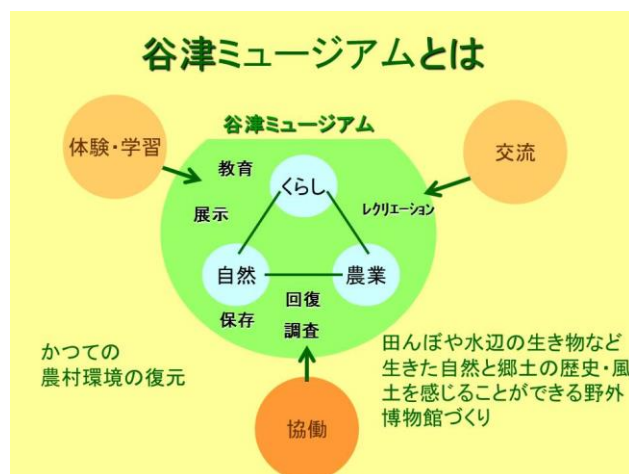 谷津ミュージアムとは
谷津ミュージアム
体験・学習
交流
教育
くらし
展示
レクリエーション
自然
農業
回復
保存
調査
かつての
農村環境の復元
田んぼや水辺の生き物など
生きた自然と郷土の歴史・風
土を感じることができる野外
博物館づくり
協働